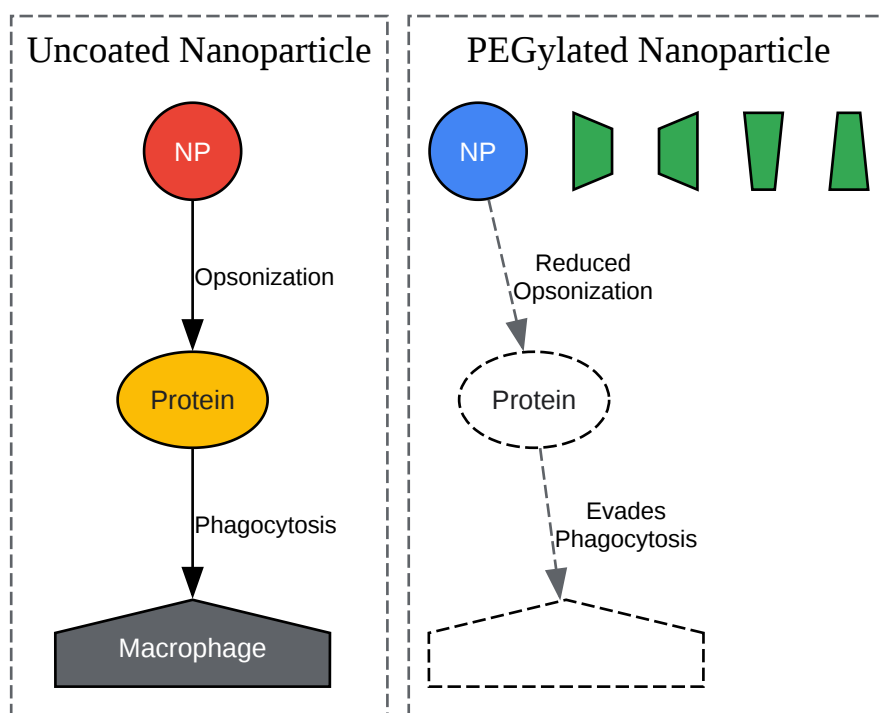 Uncoated Nanoparticle
NP
Opsonization
Protein
Phagocytosis
Macrophage
PEGylated Nanoparticle
NP
Reduced
Opsonization
Protein
Evades
Phagocytosis